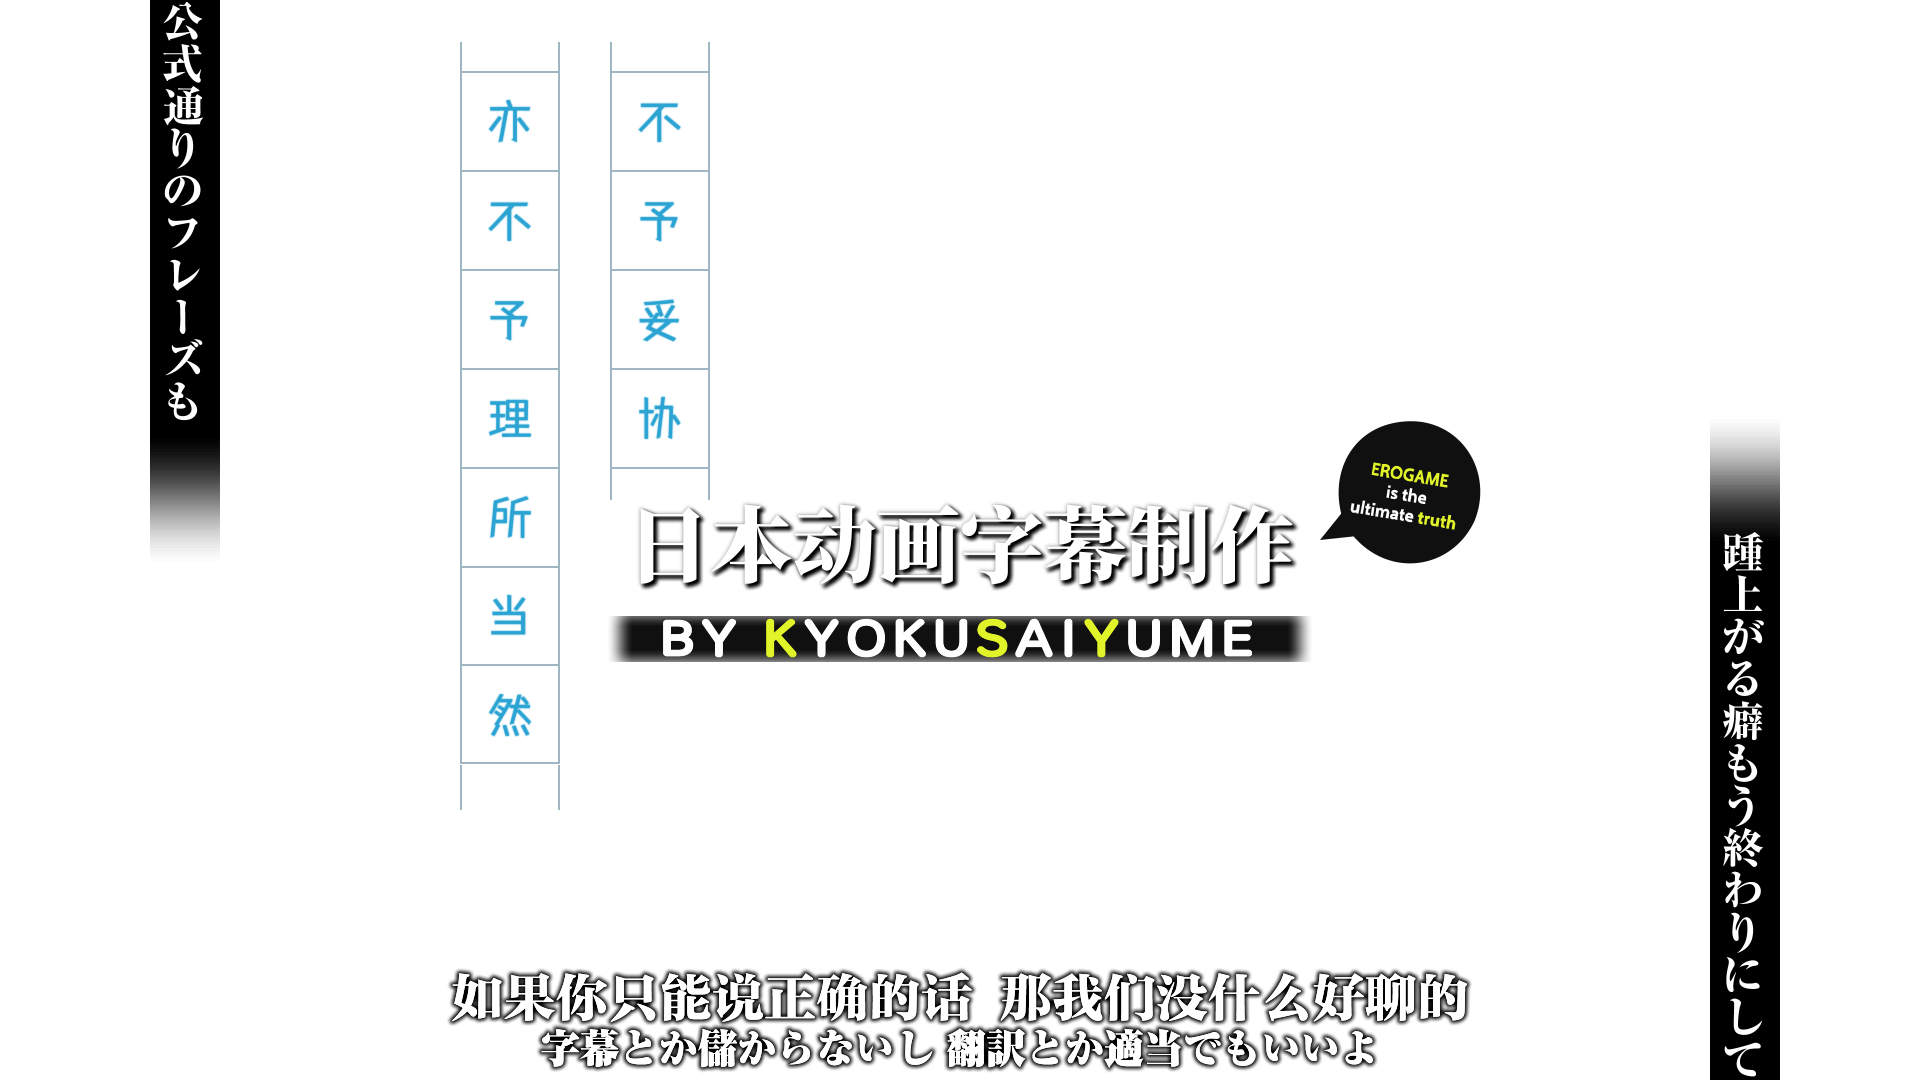 公式通りのフレーズも
不予妥协
亦不予理所当然
日本动画字幕制作
BY KYOKUSAIYUME
EROGAME
is the
ultimate truth
踵上がる癖もう終わりにして
如果你只能说正确的话 那我们没什么好聊的
字幕とか儲からないし 翻訳とか適当でもいいよ